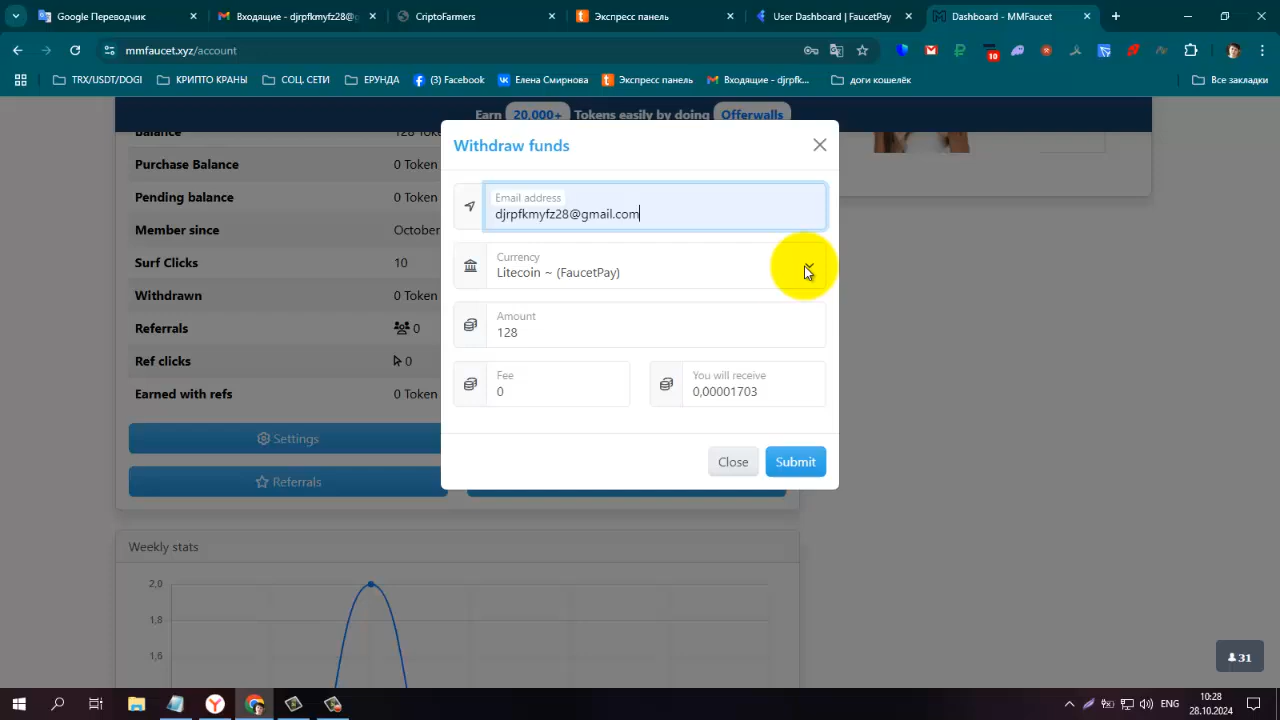 Google Переводчик
Входящие - djrpfkmyfz28@g
CriptoFarmers
Экспресс панель
User Dashboard | FaucetPay
Dashboard - MMFaucet
mmfaucet.xyz/account
10
TRX/USDT/DOGI
КРИПТО КРАНЫ
СОЦ. СЕТИ
ЕРУНДА
(3) Facebook
Елена Смирнова
Экспресс панель
Входящие - djrpfk...
доги кошелёк
Все закладки
Earn 20,000+ Tokens easily by doing Offerwalls
Balance 128 Token
Purchase Balance 0 Token
Pending balance 0 Token
Member since October
Surf Clicks 10
Withdrawn 0 Token
Referrals 0
Ref clicks 0
Earned with refs 0 Token
Settings
Referrals
Withdraw funds
Email address
djrpfkmyfz28@gmail.com
Currency
Litecoin ~ (FaucetPay)
Amount
128
Fee
0
You will receive
0,00001703
Close
Submit
Weekly stats
2,0
1,8
1,6
31
10:28
28.10.2024